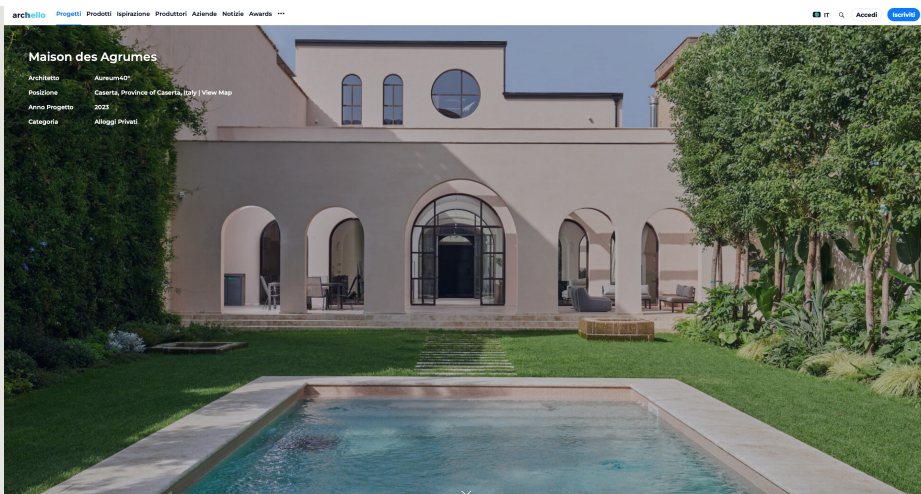 archello Progetti Prodotti Ispirazione Produttori Aziende Notizie Awards ••• IT Accedi Iscriviti
Maison des Agrumes
Architetto Aureum40°
Posizione Caserta, Province of Caserta, Italy | View Map
Anno Progetto 2023
Categoria Alloggi Privati